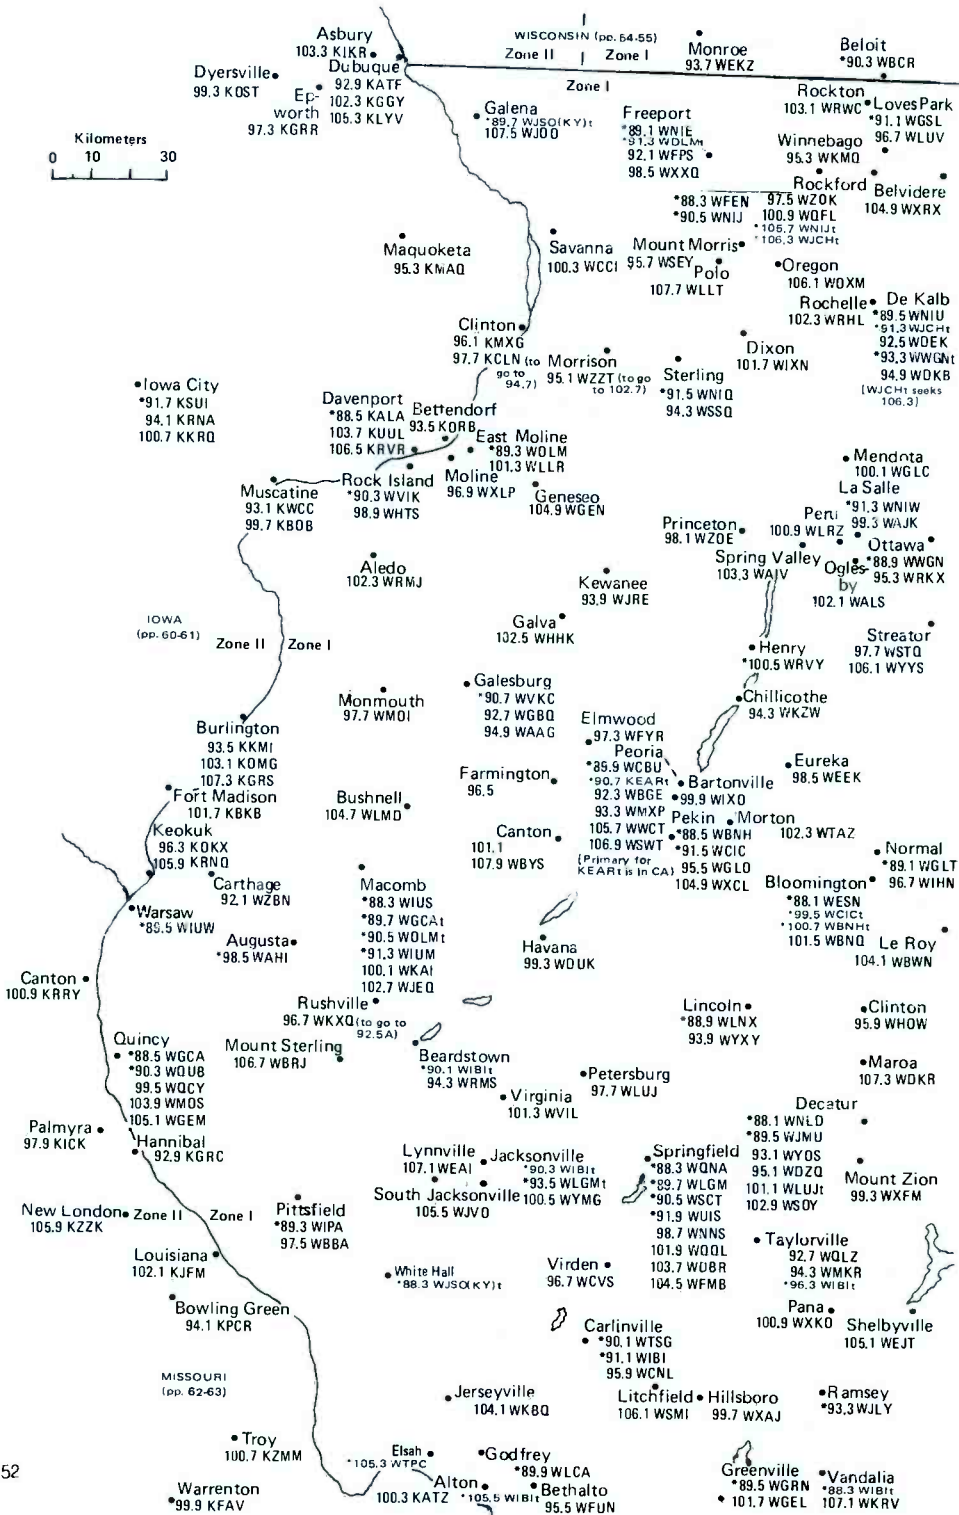 WISCONSIN (pp. 54-55)
Zone II | Zone I
Zone I
Asbury
103.3 KIKR
Dubuque
92.9 KATF
102.3 KGGY
105.3 KLYV
Dyersville
99.3 KDST
Ep-
worth
97.3 KGRR
Monroe
93.7 WEKZ
Beloit
*90.3 WBCR
Kilometers
0 10 30
Galena
*89.7 WJSO(KY)t
107.5 WJOD
Freeport
*89.1 WNIE
*91.3 WDLMt
92.1 WFPS
98.5 WXXQ
Rockton
103.1 WRWC
Loves Park
*91.1 WGSL
96.7 WLUV
Winnebago
95.3 WKMQ
Rockford
*88.3 WFEN
*90.5 WNIJ
97.5 WZOK
100.9 WQFL
*105.7 WNIJt
*106.3 WJCHt
Belvidere
104.9 WXRX
Maquoketa
95.3 KMAQ
Savanna
100.3 WCCI
Mount Morris
95.7 WSEY
Polo
107.7 WLLT
Oregon
106.1 WOXM
Rochelle
102.3 WRHL
De Kalb
*89.5 WNIU
*91.3 WJCHt
92.5 WDEK
*93.3 WWGNt
94.9 WDKB
(WJCHt seeks
106.3)
Clinton
96.1 KMXG
97.7 KCLN (to
go to
94.7)
Morrison
95.1 WZZT (to go
to 102.7)
Sterling
*91.5 WNIQ
94.3 WSSQ
Dixon
101.7 WIXN
Iowa City
*91.7 KSUI
94.1 KRNA
100.7 KKRQ
Davenport
*88.5 KALA
103.7 KUUL
106.5 KRVR
Bettendorf
93.5 KORB
East Moline
*89.3 WDLM
101.3 WLLR
Rock Island
*90.3 WVIK
98.9 WHTS
Moline
96.9 WXLP
Geneseo
104.9 WGEN
Muscatine
93.1 KWCC
99.7 KBOB
Mendota
100.1 WGLC
La Salle
*91.3 WNIW
99.3 WAJK
Peru
100.9 WLRZ
Princeton
98.1 WZOE
Spring Valley
103.3 WAIV
Ottawa
*88.9 WWGN
95.3 WRKX
Ogles-
by
102.1 WALS
Aledo
102.3 WRMJ
Kewanee
93.9 WJRE
Galva
102.5 WHHK
IOWA
(pp. 60-61)
Zone II
Zone I
Streator
97.7 WSTQ
106.1 WYYS
Henry
*100.5 WRVY
Chillicothe
94.3 WKZW
Monmouth
97.7 WMOI
Galesburg
*90.7 WVKC
92.7 WGBQ
94.9 WAAG
Burlington
93.5 KKMI
103.1 KDMG
107.3 KGRS
Elmwood
97.3 WFYR
Peoria
*89.9 WCBU
*90.7 KEARt
92.3 WBGE
93.3 WMXP
105.7 WWCT
106.9 WSWT
(Primary for
KEARt is in CA)
Bartonville
99.9 WIXO
Pekin
*88.5 WBNH
*91.5 WCIC
95.5 WGLO
104.9 WXCL
Morton
102.3 WTAZ
Eureka
98.5 WEEK
Farmington
96.5
Fort Madison
101.7 KBKB
Bushnell
104.7 WLMD
Canton
101.1
107.9 WBYS
Keokuk
96.3 KOKX
105.9 KRNQ
Normal
*89.1 WGLT
96.7 WIHN
Bloomington
*88.1 WESN
*99.5 WCICt
*100.7 WBNHt
101.5 WBNQ
Le Roy
104.1 WBWN
Carthage
92.1 WZBN
Macomb
*88.3 WIUS
*89.7 WGCAt
*90.5 WDLMt
*91.3 WIUM
100.1 WKAI
102.7 WJEQ
Warsaw
*89.5 WIUW
Augusta
*98.5 WAHI
Havana
99.3 WDUK
Canton
100.9 KRRY
Rushville
96.7 WKXQ (to go to
92.5A)
Lincoln
*88.9 WLNX
93.9 WYXY
Clinton
95.9 WHOW
Quincy
*88.5 WGCA
*90.3 WQUB
99.5 WQCY
103.9 WMOS
105.1 WGEM
Mount Sterling
106.7 WBRJ
Beardstown
*90.1 WIBIt
94.3 WRMS
Petersburg
97.7 WLUJ
Maroa
107.3 WDKR
Virginia
101.3 WVIL
Decatur
*88.1 WNLD
*89.5 WJMU
93.1 WYDS
95.1 WDZQ
101.1 WLUJt
102.9 WSOY
Palmyra
97.9 KICK
Hannibal
92.9 KGRC
Lynnville
107.1 WEAI
Jacksonville
*90.3 WIBIt
*93.5 WLGMt
100.5 WYMG
South Jacksonville
105.5 WJVO
Springfield
*88.3 WQNA
*89.7 WLGM
*90.5 WSCT
*91.9 WUIS
98.7 WNNS
101.9 WQQL
103.7 WDBR
104.5 WFMB
Mount Zion
99.3 WXFM
New London
105.9 KZZK
Zone II
Zone I
Pittsfield
*89.3 WIPA
97.5 WBBA
Taylorville
92.7 WQLZ
94.3 WMKR
*96.3 WIBIt
Louisiana
102.1 KJFM
White Hall
*88.3 WJSO(KY)t
Virden
96.7 WCVS
Bowling Green
94.1 KPCR
Pana
100.9 WXKO
Shelbyville
105.1 WEJT
Carlinville
*90.1 WTSG
*91.1 WIBI
95.9 WCNL
MISSOURI
(pp. 62-63)
Jerseyville
104.1 WKBQ
Litchfield
106.1 WSMI
Hillsboro
99.7 WXAJ
Ramsey
*93.3 WJLY
Troy
100.7 KZMM
Elsah
*105.3 WTPC
Godfrey
*89.9 WLCA
52
Warrenton
99.9 KFAV
Alton
100.3 KATZ
*105.5 WIBIt
Bethalto
95.5 WFUN
Greenville
*89.5 WGRN
101.7 WGEL
Vandalia
*88.3 WIBIt
107.1 WKRV